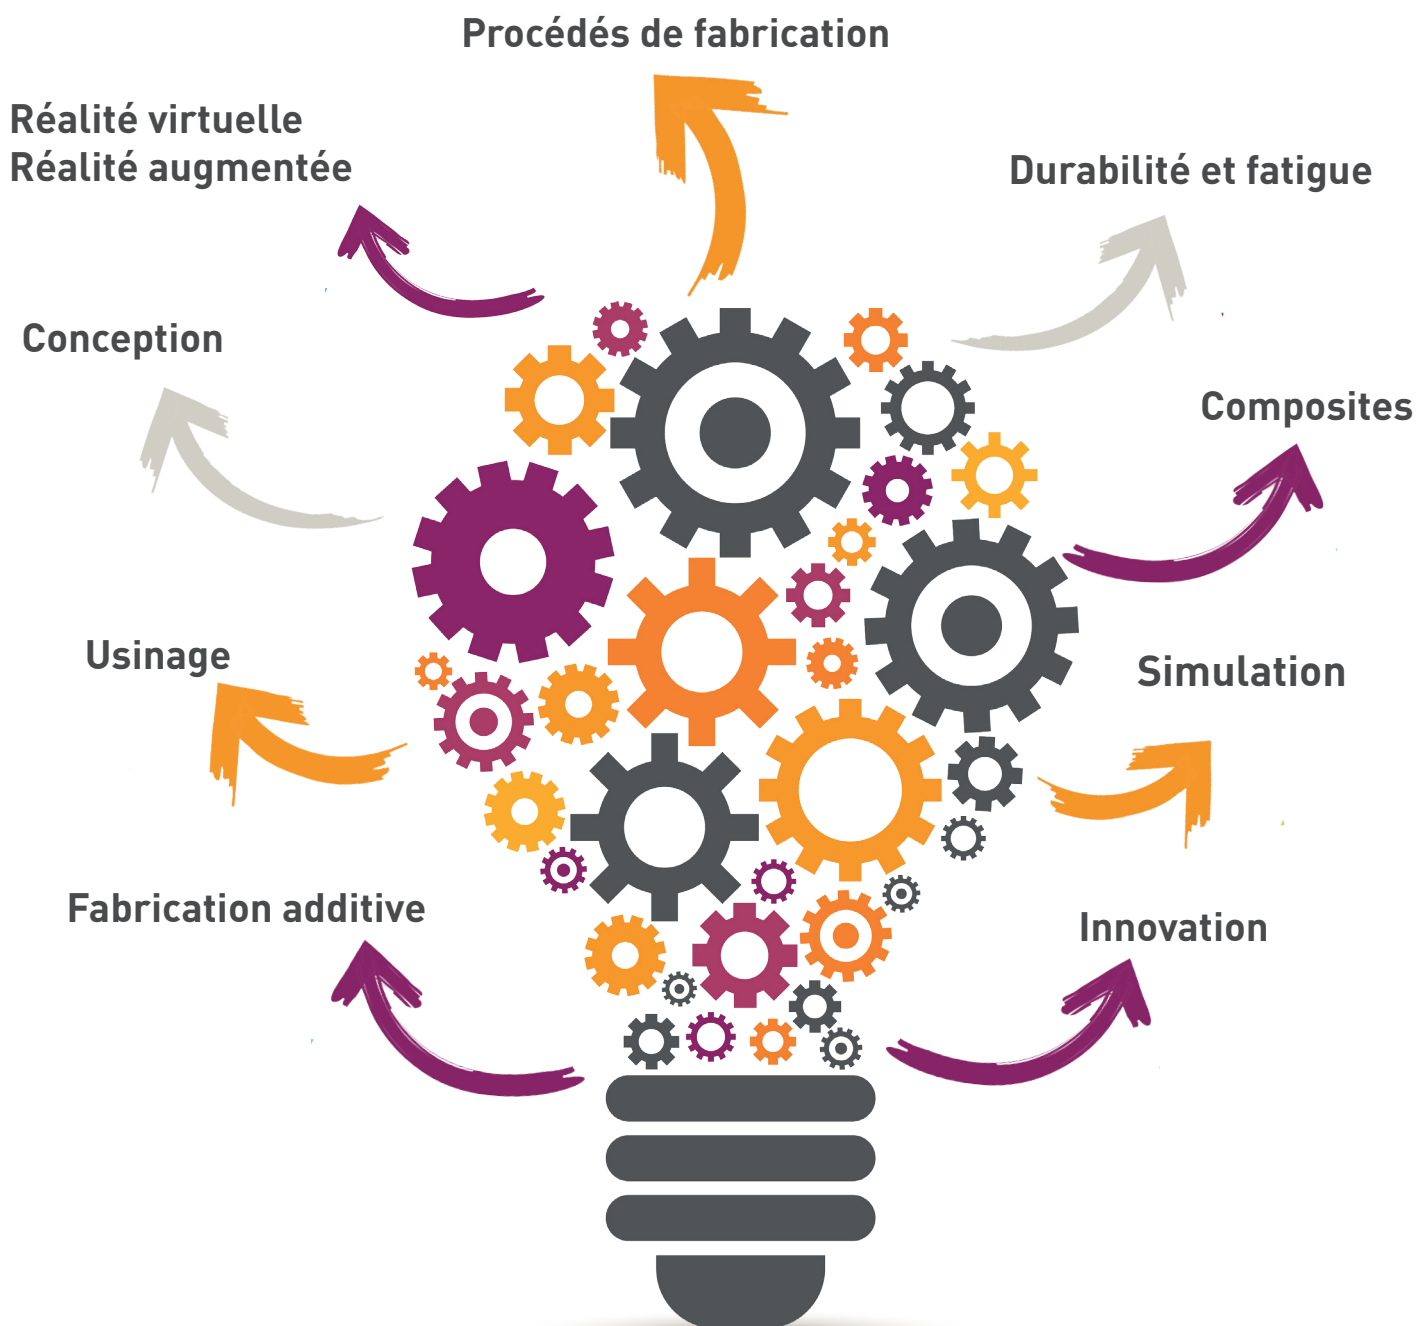 Procédés de fabrication
Réalité virtuelle
Réalité augmentée
Durabilité et fatigue
Conception
Composites
Usinage
Simulation
Fabrication additive
Innovation